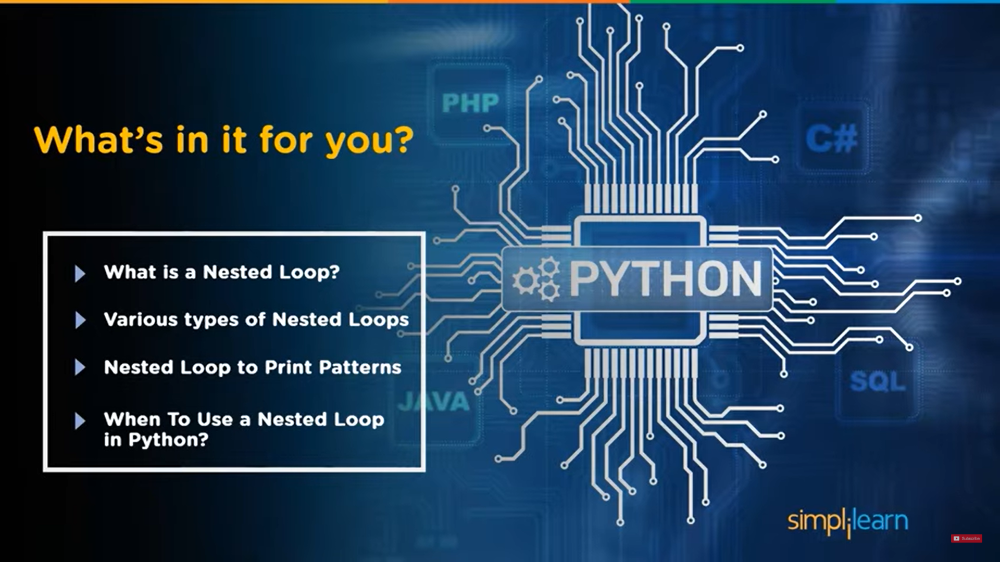 What's in it for you?
What is a Nested Loop?
Various types of Nested Loops
Nested Loop to Print Patterns
When To Use a Nested Loop
in Python?
PHP
C#
PYTHON
JAVA
SQL
simplilearn
Subscribe